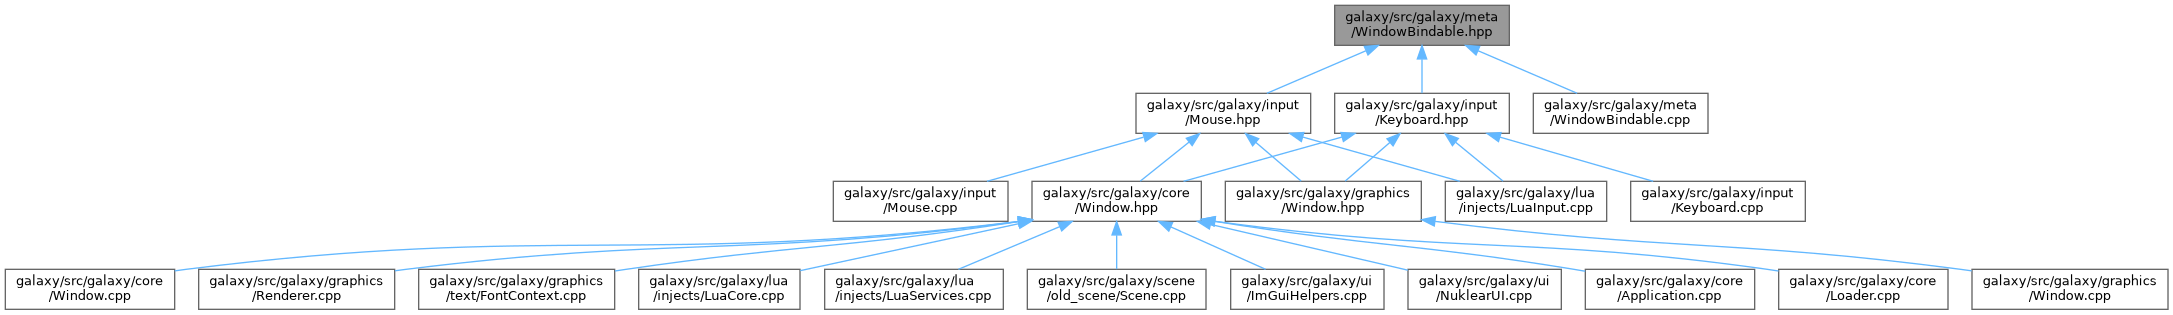 galaxy/src/galaxy/meta
/WindowBindable.hpp
galaxy/src/galaxy/input
/Mouse.hpp
galaxy/src/galaxy/input
/Keyboard.hpp
galaxy/src/galaxy/meta
/WindowBindable.cpp
galaxy/src/galaxy/input
/Mouse.cpp
galaxy/src/galaxy/core
/Window.hpp
galaxy/src/galaxy/graphics
/Window.hpp
galaxy/src/galaxy/lua
/injects/LuaInput.cpp
galaxy/src/galaxy/input
/Keyboard.cpp
galaxy/src/galaxy/core
/Window.cpp
galaxy/src/galaxy/graphics
/Renderer.cpp
galaxy/src/galaxy/graphics
/text/FontContext.cpp
galaxy/src/galaxy/lua
/injects/LuaCore.cpp
galaxy/src/galaxy/lua
/injects/LuaServices.cpp
galaxy/src/galaxy/scene
/old_scene/Scene.cpp
galaxy/src/galaxy/ui
/ImGuiHelpers.cpp
galaxy/src/galaxy/ui
/NuklearUI.cpp
galaxy/src/galaxy/core
/Application.cpp
galaxy/src/galaxy/core
/Loader.cpp
galaxy/src/galaxy/graphics
/Window.cpp